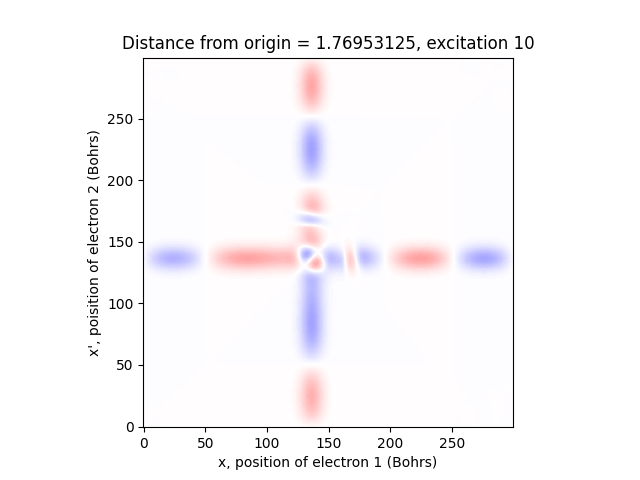 Distance from origin = 1.76953125, excitation 10
250
200
150
100
50
0
x', poisition of electron 2 (Bohrs)
0 50 100 150 200 250
x, position of electron 1 (Bohrs)